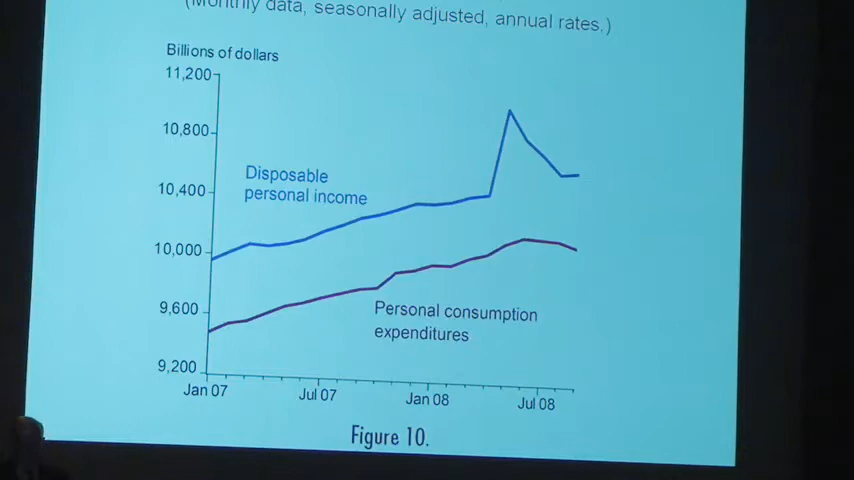 (Monthly data, seasonally adjusted, annual rates.)
Billions of dollars
11,200
10,800
10,400
10,000
9,600
9,200
Disposable
personal income
Personal consumption
expenditures
Jan 07
Jul 07
Jan 08
Jul 08
Figure 10.